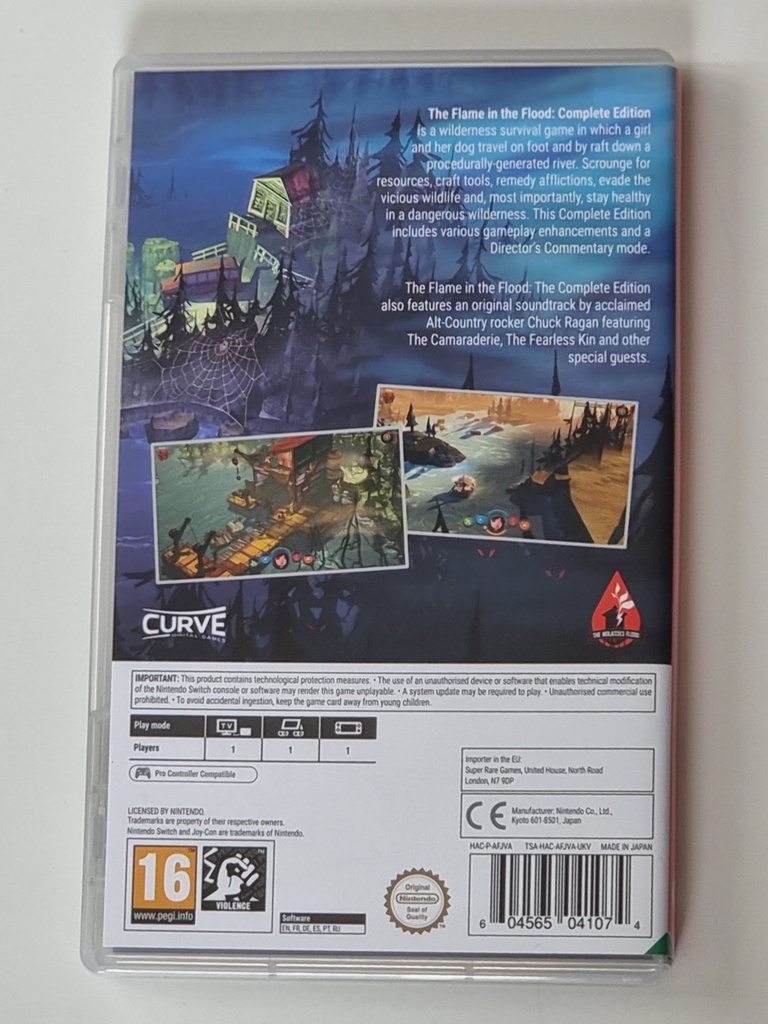 The Flame in the Flood: Complete Edition
is a wilderness survival game in which a girl
and her dog travel on foot and by raft down a
procedurally-generated river. Scrounge for
resources, craft tools, remedy afflictions, evade the
vicious wildlife and, most importantly, stay healthy
in a dangerous wilderness. This Complete Edition
includes various gameplay enhancements and a
Director's Commentary mode.
The Flame in the Flood: The Complete Edition
also features an original soundtrack by acclaimed
Alt-Country rocker Chuck Ragan featuring
The Camaraderie, The Fearless Kin and other
special guests.
CURVE
DIGITAL GAMES
THE MOLASSES FLOOD
IMPORTANT: This product contains technological protection measures. • The use of an unauthorised device or software that enables technical modification
of the Nintendo Switch console or software may render this game unplayable. • A system update may be required to play. • Unauthorised commercial use
prohibited. • To avoid accidental ingestion, keep the game card away from young children.
Play mode
TV
Players 1 1 1
Pro Controller Compatible
Importer in the EU:
Super Rare Games, United House, North Road
London, N7 9DP
CE
Manufacturer: Nintendo Co., Ltd.,
Kyoto 601-8501, Japan
LICENSED BY NINTENDO.
Trademarks are property of their respective owners.
Nintendo Switch and Joy-Con are trademarks of Nintendo.
HAC-P-AFJVA TSA-HAC-AFJVA-UKV MADE IN JAPAN
16
www.pegi.info
VIOLENCE
TM
Software
EN, FR, DE, ES, PT, RU
Original
Nintendo
Seal of
Quality
TM
6 04565 04107 4